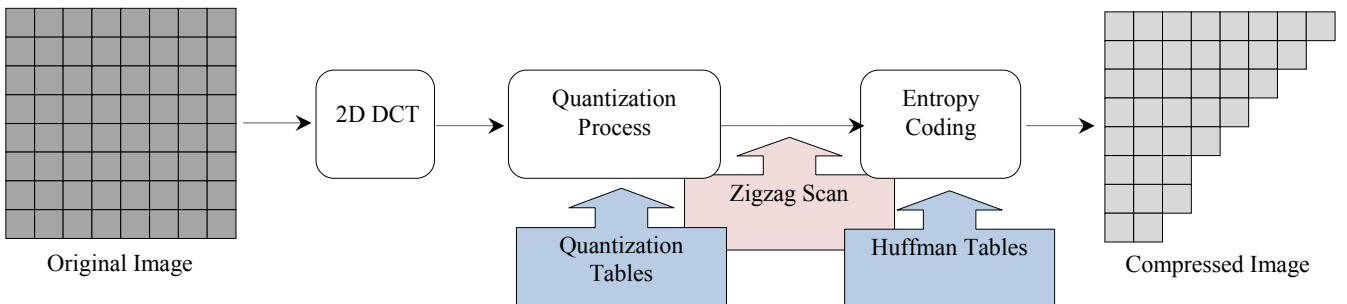 2D DCT
Quantization
Process
Entropy
Coding
Zigzag Scan
Quantization
Tables
Huffman Tables
Original Image
Compressed Image